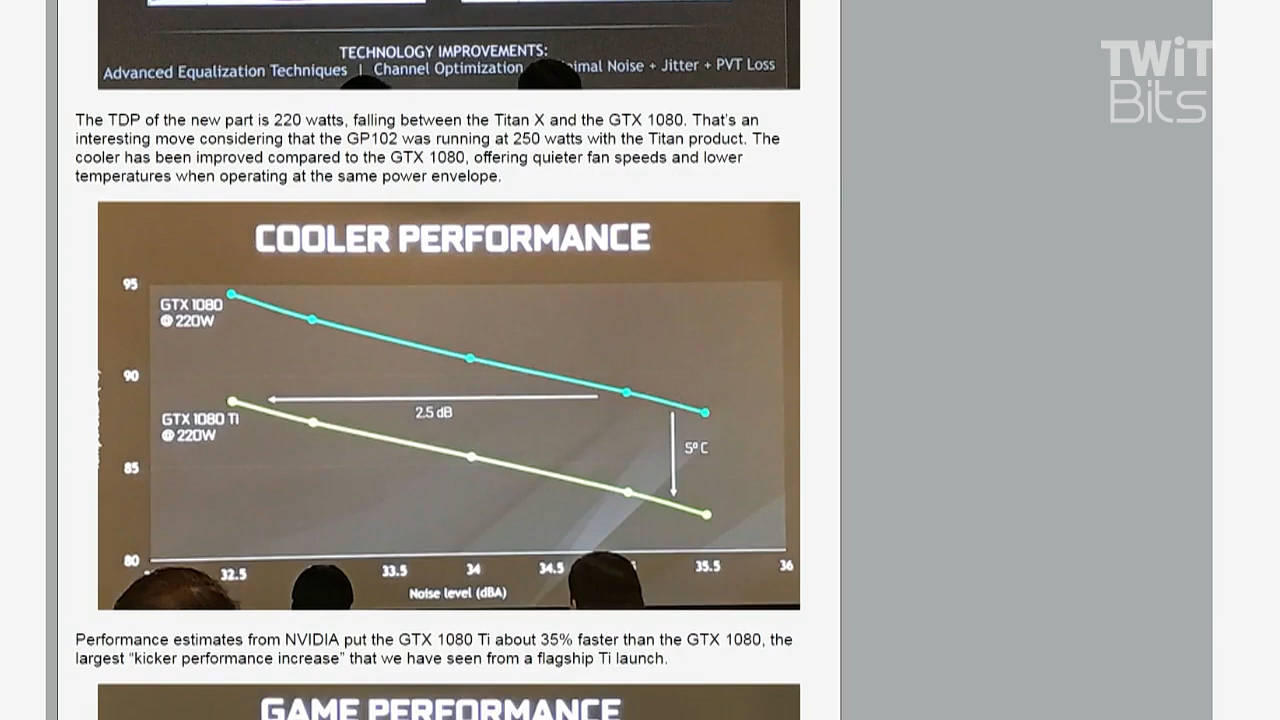 TECHNOLOGY IMPROVEMENTS:
Advanced Equalization Techniques | Channel Optimization + PVT Loss
Noise + Jitter
TWiT
Bits
The TDP of the new part is 220 watts, falling between the Titan X and the GTX 1080. That's an
interesting move considering that the GP102 was running at 250 watts with the Titan product. The
cooler has been improved compared to the GTX 1080, offering quieter fan speeds and lower
temperatures when operating at the same power envelope.
COOLER PERFORMANCE
95
GTX 1080
@ 220W
90
2.5 dB
GTX 1080 Ti
@ 220W
5º C
85
80
32.5 33.5 34 34.5 35.5 36
Noise level (dBA)
Performance estimates from NVIDIA put the GTX 1080 Ti about 35% faster than the GTX 1080, the
largest “kicker performance increase” that we have seen from a flagship Ti launch.
GAME PERFORMANCE